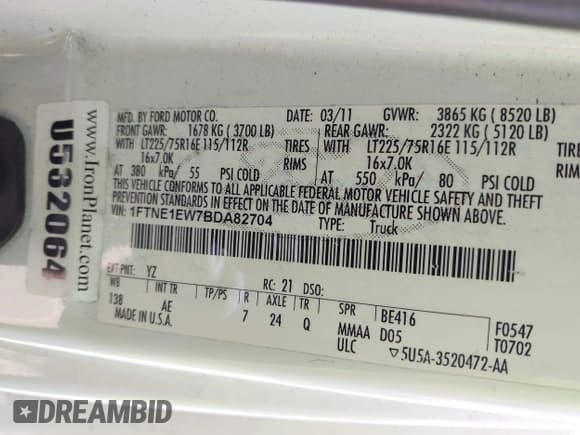 U532064
www.IronPlanet.com
MFD. BY FORD MOTOR CO. DATE: 03/11 GVWR: 3865 KG ( 8520 LB)
FRONT GAWR: 1678 KG ( 3700 LB) REAR GAWR: 2322 KG ( 5120 LB)
WITH LT225/75R16E 115/112R TIRES WITH LT225/75R16E 115/112R TIRES
16x7.0K RIMS 16x7.0K RIMS
AT 380 kPa/ 55 PSI COLD AT 550 kPa/ 80 PSI COLD
THIS VEHICLE CONFORMS TO ALL APPLICABLE FEDERAL MOTOR VEHICLE SAFETY AND THEFT
PREVENTION STANDARDS IN EFFECT ON THE DATE OF MANUFACTURE SHOWN ABOVE.
VIN: 1FTNE1EW7BDA82704
TYPE: Truck
EXT PNT: YZ RC: 21 DSO:
WB INT TR TP/PS R AXLE TR SPR BE416 F0547
138 AE 7 24 Q MMAA D05 T0702
MADE IN U.S.A. ULC ▽5U5A-3520472-AA
DREAMBID